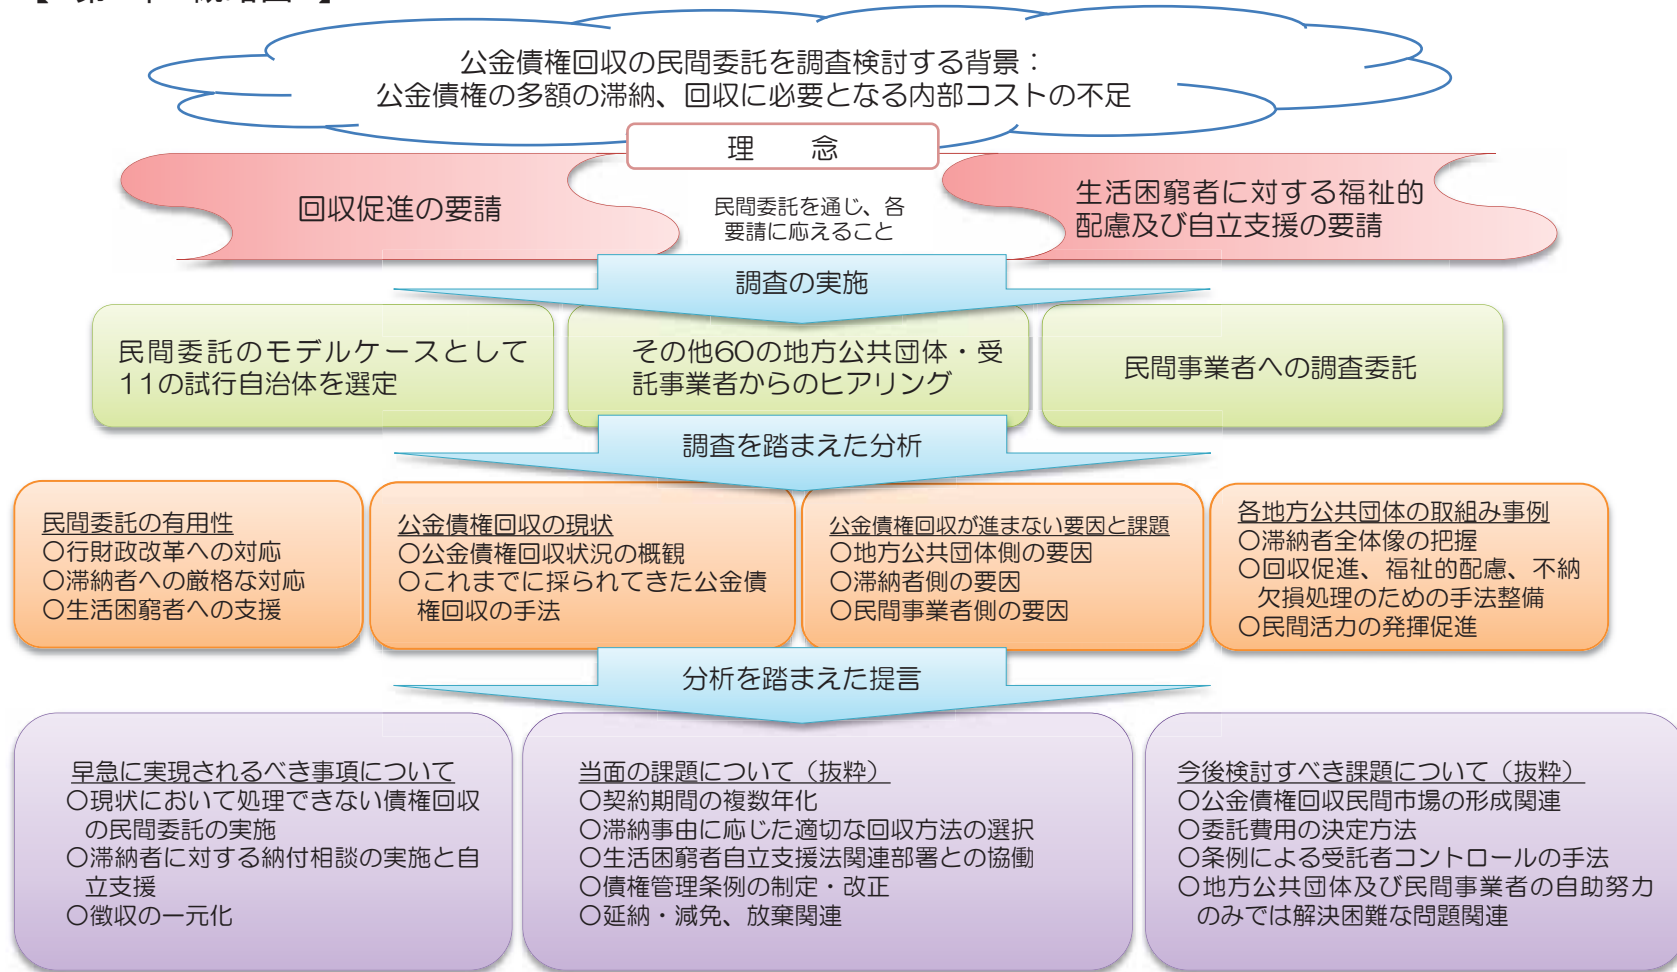 公金債権回収の民間委託を調査検討する背景：
公金債権の多額の滞納、回収に必要となる内部コストの不足
理　念
回収促進の要請
民間委託を通じ、各
要請に応えること
生活困窮者に対する福祉的
配慮及び自立支援の要請
調査の実施
民間委託のモデルケースとして
11の試行自治体を選定
その他60の地方公共団体・受
託事業者からのヒアリング
民間事業者への調査委託
調査を踏まえた分析
民間委託の有用性
○行財政改革への対応
○滞納者への厳格な対応
○生活困窮者への支援
公金債権回収の現状
○公金債権回収状況の概観
○これまでに採られてきた公金債
権回収の手法
公金債権回収が進まない要因と課題
○地方公共団体側の要因
○滞納者側の要因
○民間事業者側の要因
各地方公共団体の取組み事例
○滞納者全体像の把握
○回収促進、福祉的配慮、不納
欠損処理のための手法整備
○民間活力の発揮促進
分析を踏まえた提言
早急に実現されるべき事項について
○現状において処理できない債権回収
の民間委託の実施
○滞納者に対する納付相談の実施と自
立支援
○徴収の一元化
当面の課題について（抜粋）
○契約期間の複数年化
○滞納事由に応じた適切な回収方法の選択
○生活困窮者自立支援法関連部署との協働
○債権管理条例の制定・改正
○延納・減免、放棄関連
今後検討すべき課題について（抜粋）
○公金債権回収民間市場の形成関連
○委託費用の決定方法
○条例による受託者コントロールの手法
○地方公共団体及び民間事業者の自助努力
のみでは解決困難な問題関連